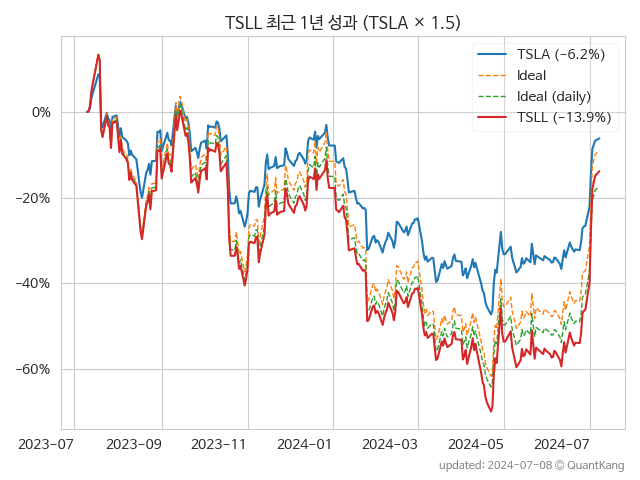 TSLL 최근 1년 성과 (TSLA × 1.5)
TSLA (−6.2%)
Ideal
Ideal (daily)
TSLL (−13.9%)
0%
−20%
−40%
−60%
2023−07
2023−09
2023−11
2024−01
2024−03
2024−05
2024−07
updated: 2024-07-08 © QuantKang